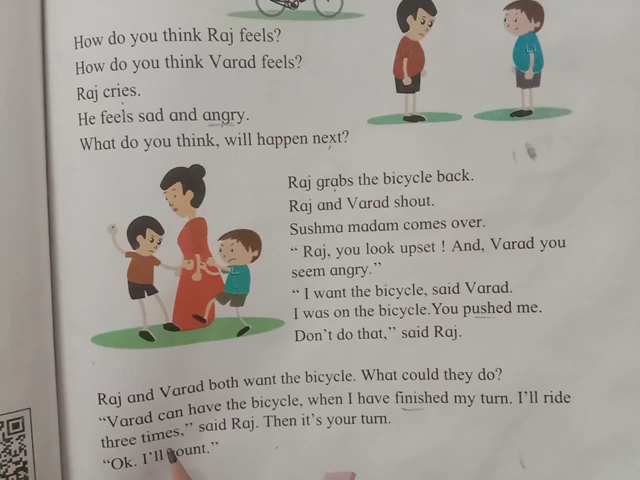 How do you think Raj feels?
How do you think Varad feels?
Raj cries.
He feels sad and angry.
What do you think, will happen next?
Raj grabs the bicycle back.
Raj and Varad shout.
Sushma madam comes over.
“ Raj, you look upset ! And, Varad you
seem angry.”
“ I want the bicycle, said Varad.
I was on the bicycle.You pushed me.
Don’t do that,” said Raj.
Raj and Varad both want the bicycle. What could they do?
“Varad can have the bicycle, when I have finished my turn. I’ll ride
three times,” said Raj. Then it’s your turn.
“Ok. I’ll count.”